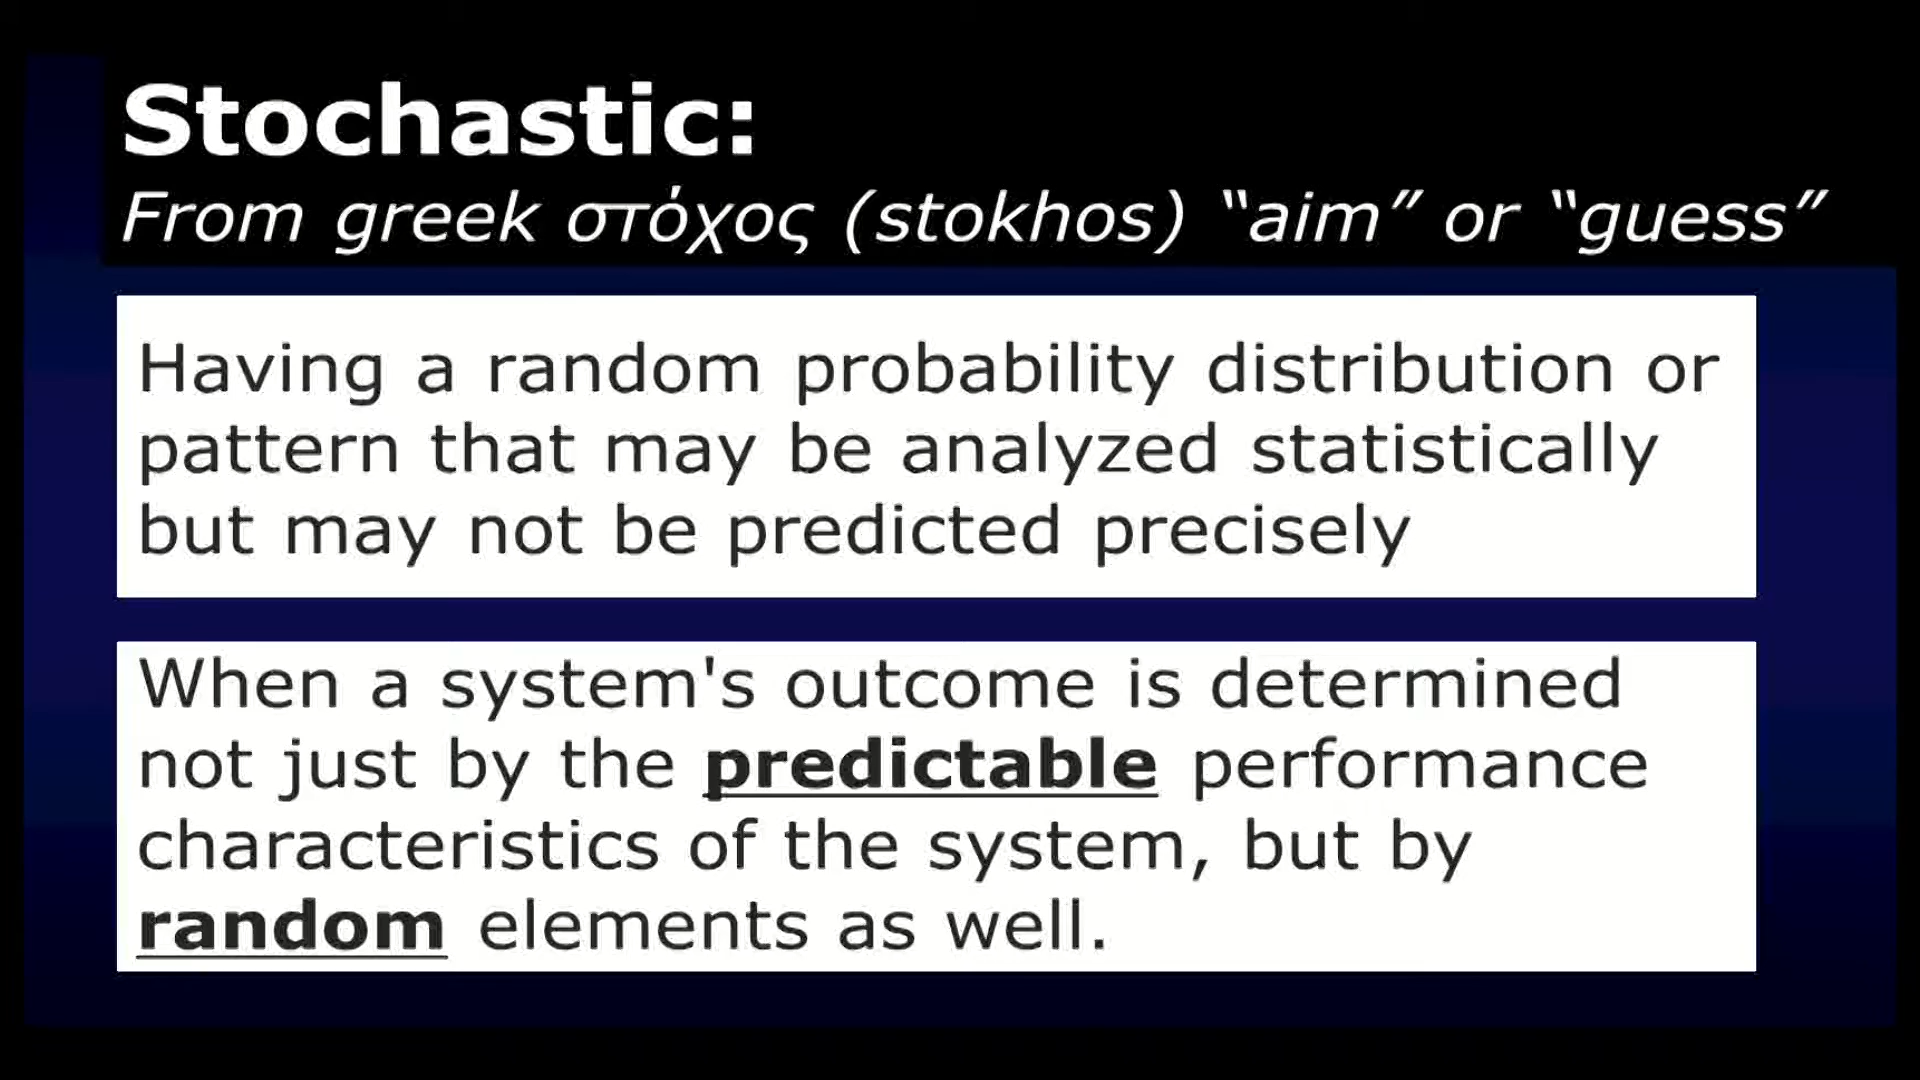 Stochastic:
From greek στόχος (stokhos) “aim” or “guess”
Having a random probability distribution or
pattern that may be analyzed statistically
but may not be predicted precisely
When a system's outcome is determined
not just by the predictable performance
characteristics of the system, but by
random elements as well.